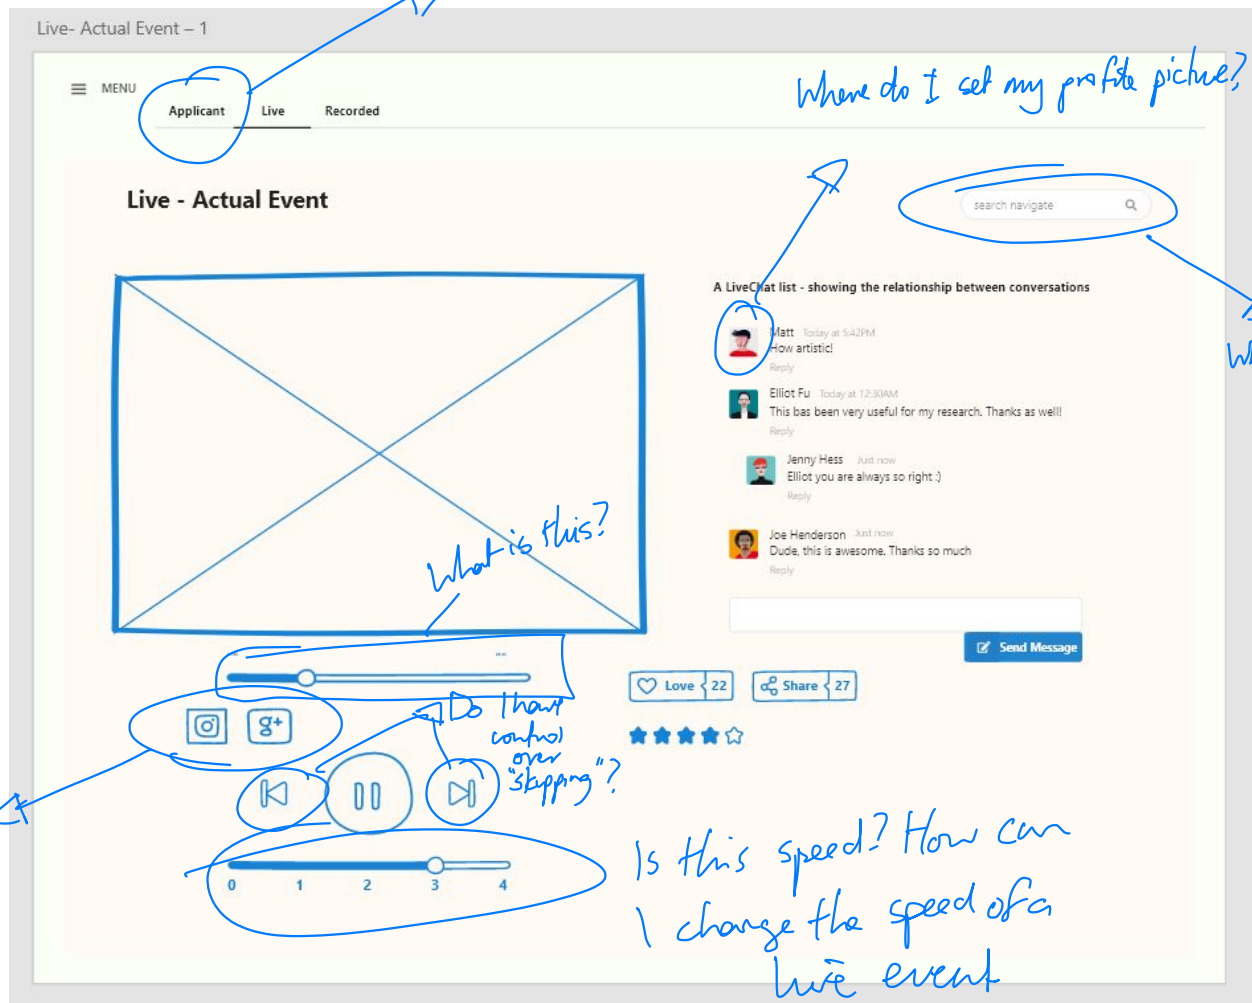 Live- Actual Event – 1
Where do I set my profile picture?
MENU
Applicant Live Recorded
Live - Actual Event
search navigate
A LiveChat list - showing the relationship between conversations
Matt Today at 5:42PM
How artistic!
Reply
Elliot Fu Today at 12:30AM
This bas been very useful for my research. Thanks as well!
Reply
Jenny Hess Just now
Elliot you are always so right :)
Reply
Joe Henderson Just now
Dude, this is awesome. Thanks so much
Reply
What is this?
Send Message
Love 22
Share 27
g+
Do I have
control
over
"skipping"?
0 1 2 3 4
Is this speed? How can
I change the speed of a
live event